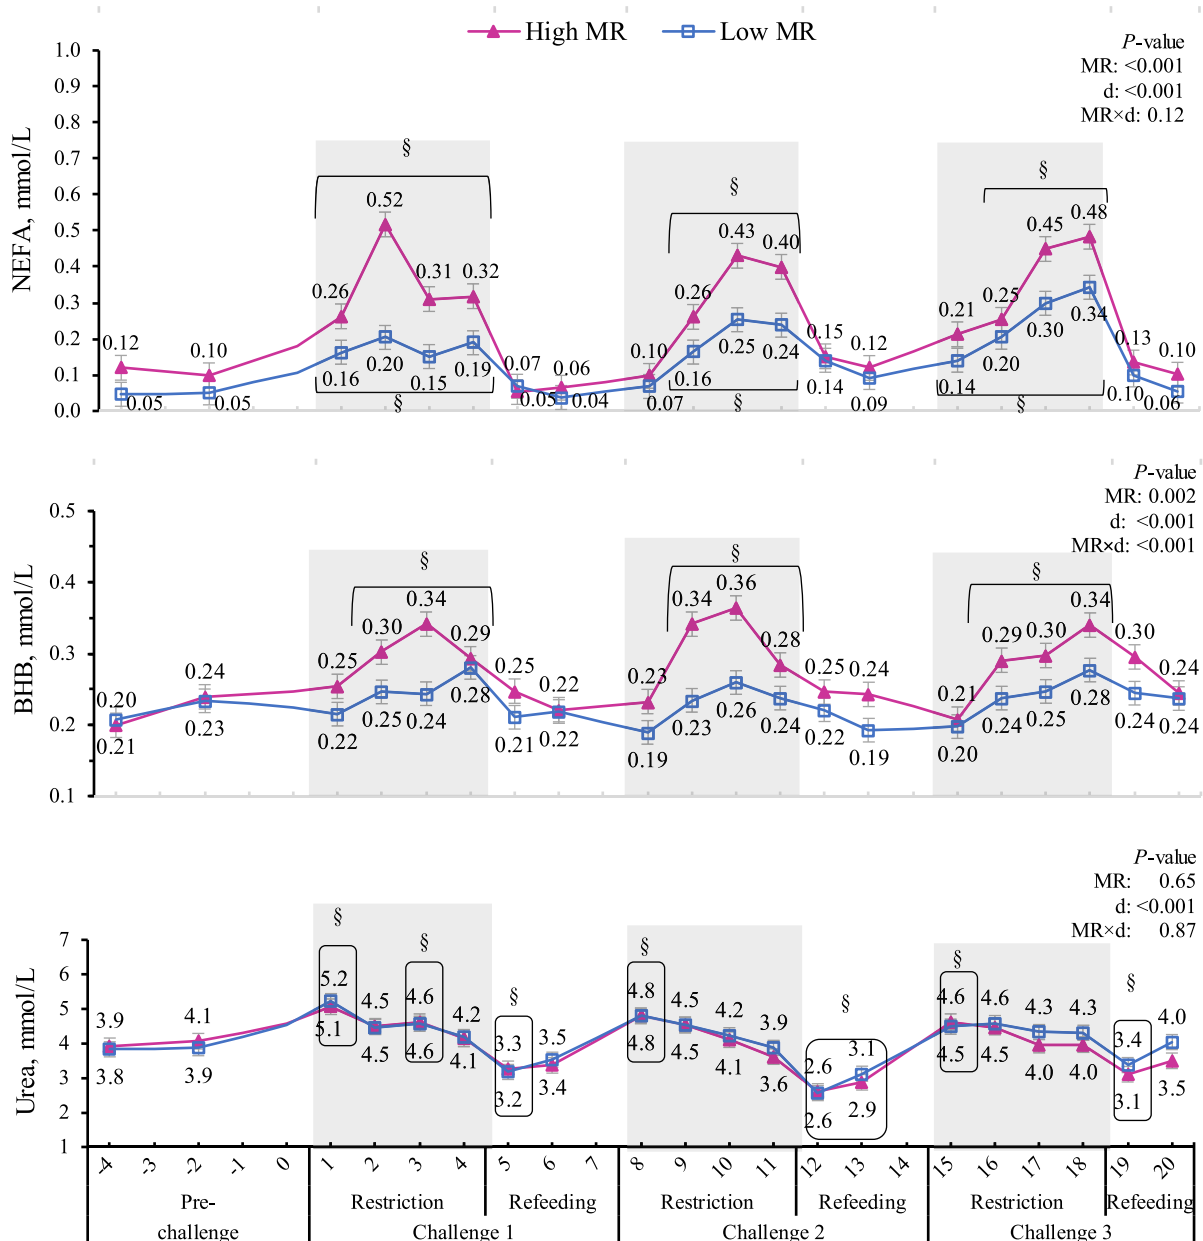 High MR Low MR
P-value
MR: <0.001
d: <0.001
MR×d: 0.12
NEFA, mmol/L
1.0
0.9
0.8
0.7
0.6
0.5
0.4
0.3
0.2
0.1
0.0
§ § §
0.12 0.10 0.26 0.52 0.31 0.32 0.07 0.06 0.10 0.26 0.43 0.40 0.15 0.12 0.21 0.25 0.45 0.48 0.13 0.10
0.05 0.05 0.16 0.20 0.15 0.19 0.05 0.04 0.07 0.16 0.25 0.24 0.14 0.09 0.14 0.20 0.30 0.34 0.10 0.06
§ § §
P-value
MR: 0.002
d: <0.001
MR×d: <0.001
BHB, mmol/L
0.5
0.4
0.3
0.2
0.1
§ § §
0.20 0.24 0.25 0.30 0.34 0.29 0.25 0.22 0.23 0.34 0.36 0.28 0.25 0.24 0.21 0.29 0.30 0.34 0.30 0.24
0.21 0.23 0.22 0.25 0.24 0.28 0.21 0.22 0.19 0.23 0.26 0.24 0.22 0.19 0.20 0.24 0.25 0.28 0.24 0.24
P-value
MR: 0.65
d: <0.001
MR×d: 0.87
Urea, mmol/L
7
6
5
4
3
2
1
§ § § § § § §
3.9 4.1 5.2 4.5 4.6 4.2 3.3 3.5 4.8 4.5 4.2 3.9 2.6 3.1 4.6 4.6 4.3 4.3 3.4 4.0
3.8 3.9 5.1 4.5 4.6 4.1 3.2 3.4 4.8 4.5 4.1 3.6 2.6 2.9 4.5 4.5 4.0 4.0 3.1 3.5
-4 -3 -2 -1 0 1 2 3 4 5 6 7 8 9 10 11 12 13 14 15 16 17 18 19 20
Pre- Restriction Refeeding Restriction Refeeding Restriction Refeeding
challenge Challenge 1 Challenge 2 Challenge 3